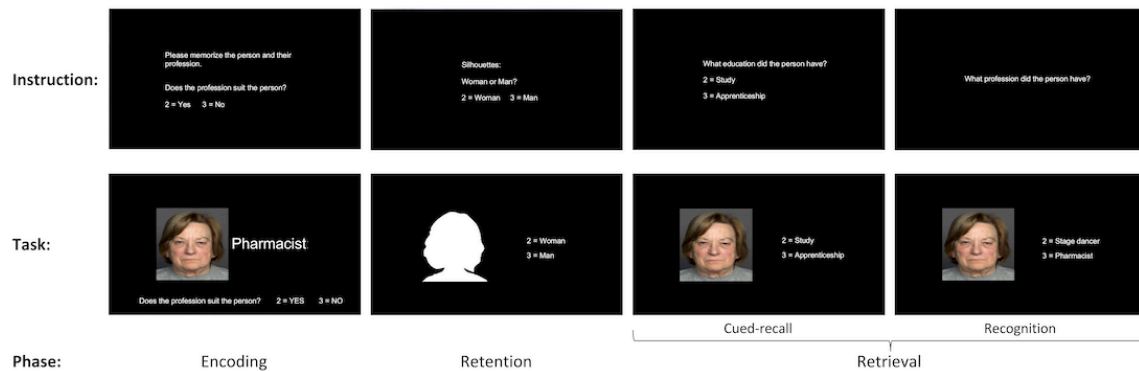 Instruction:
Please memorize the person and their
profession.
Does the profession suit the person?
2 = Yes 3 = No
Silhouettes:
Woman or Man?
2 = Woman 3 = Man
What education did the person have?
2 = Study
3 = Apprenticeship
What profession did the person have?
Task:
Pharmacist
Does the profession suit the person? 2 = YES 3 = NO
2 = Woman
3 = Man
2 = Study
3 = Apprenticeship
2 = Stage dancer
3 = Pharmacist
Cued-recall
Recognition
Phase:
Encoding
Retention
Retrieval